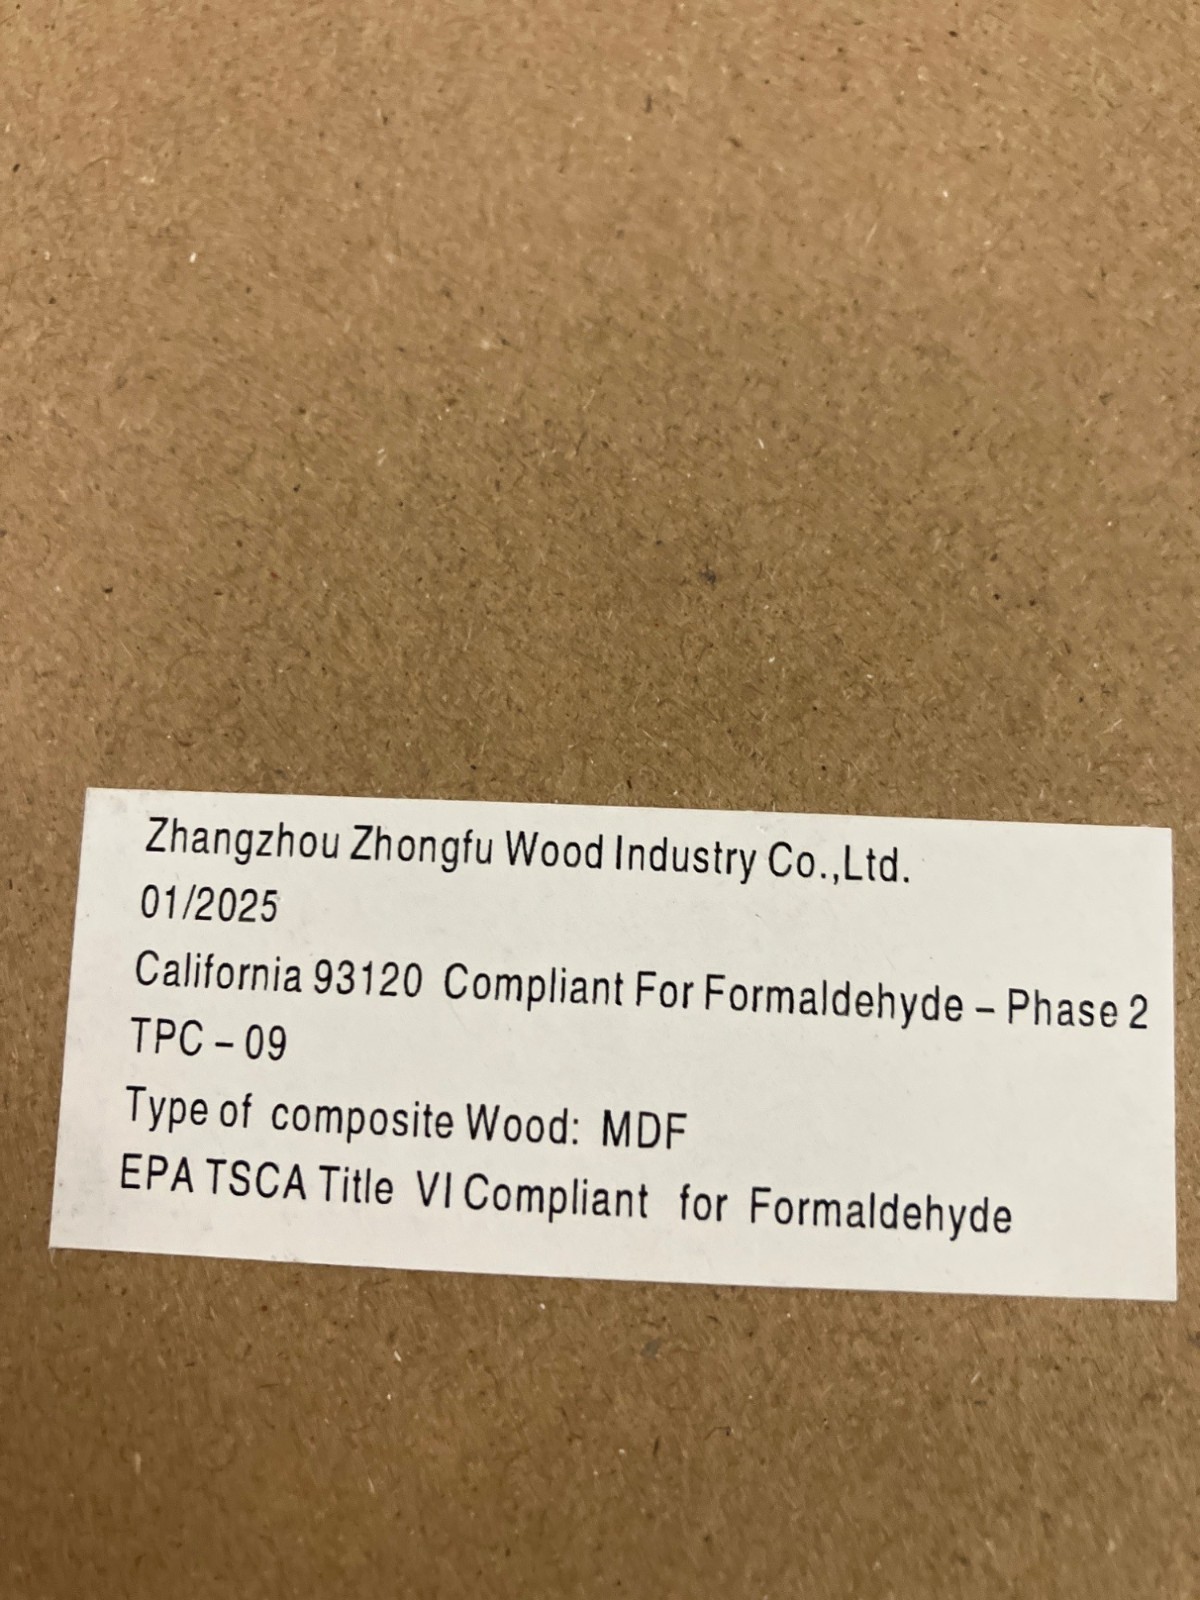 Zhangzhou Zhongfu Wood Industry Co.,Ltd.
01/2025
California 93120 Compliant For Formaldehyde – Phase 2
TPC – 09
Type of composite Wood: MDF
EPA TSCA Title VI Compliant for Formaldehyde